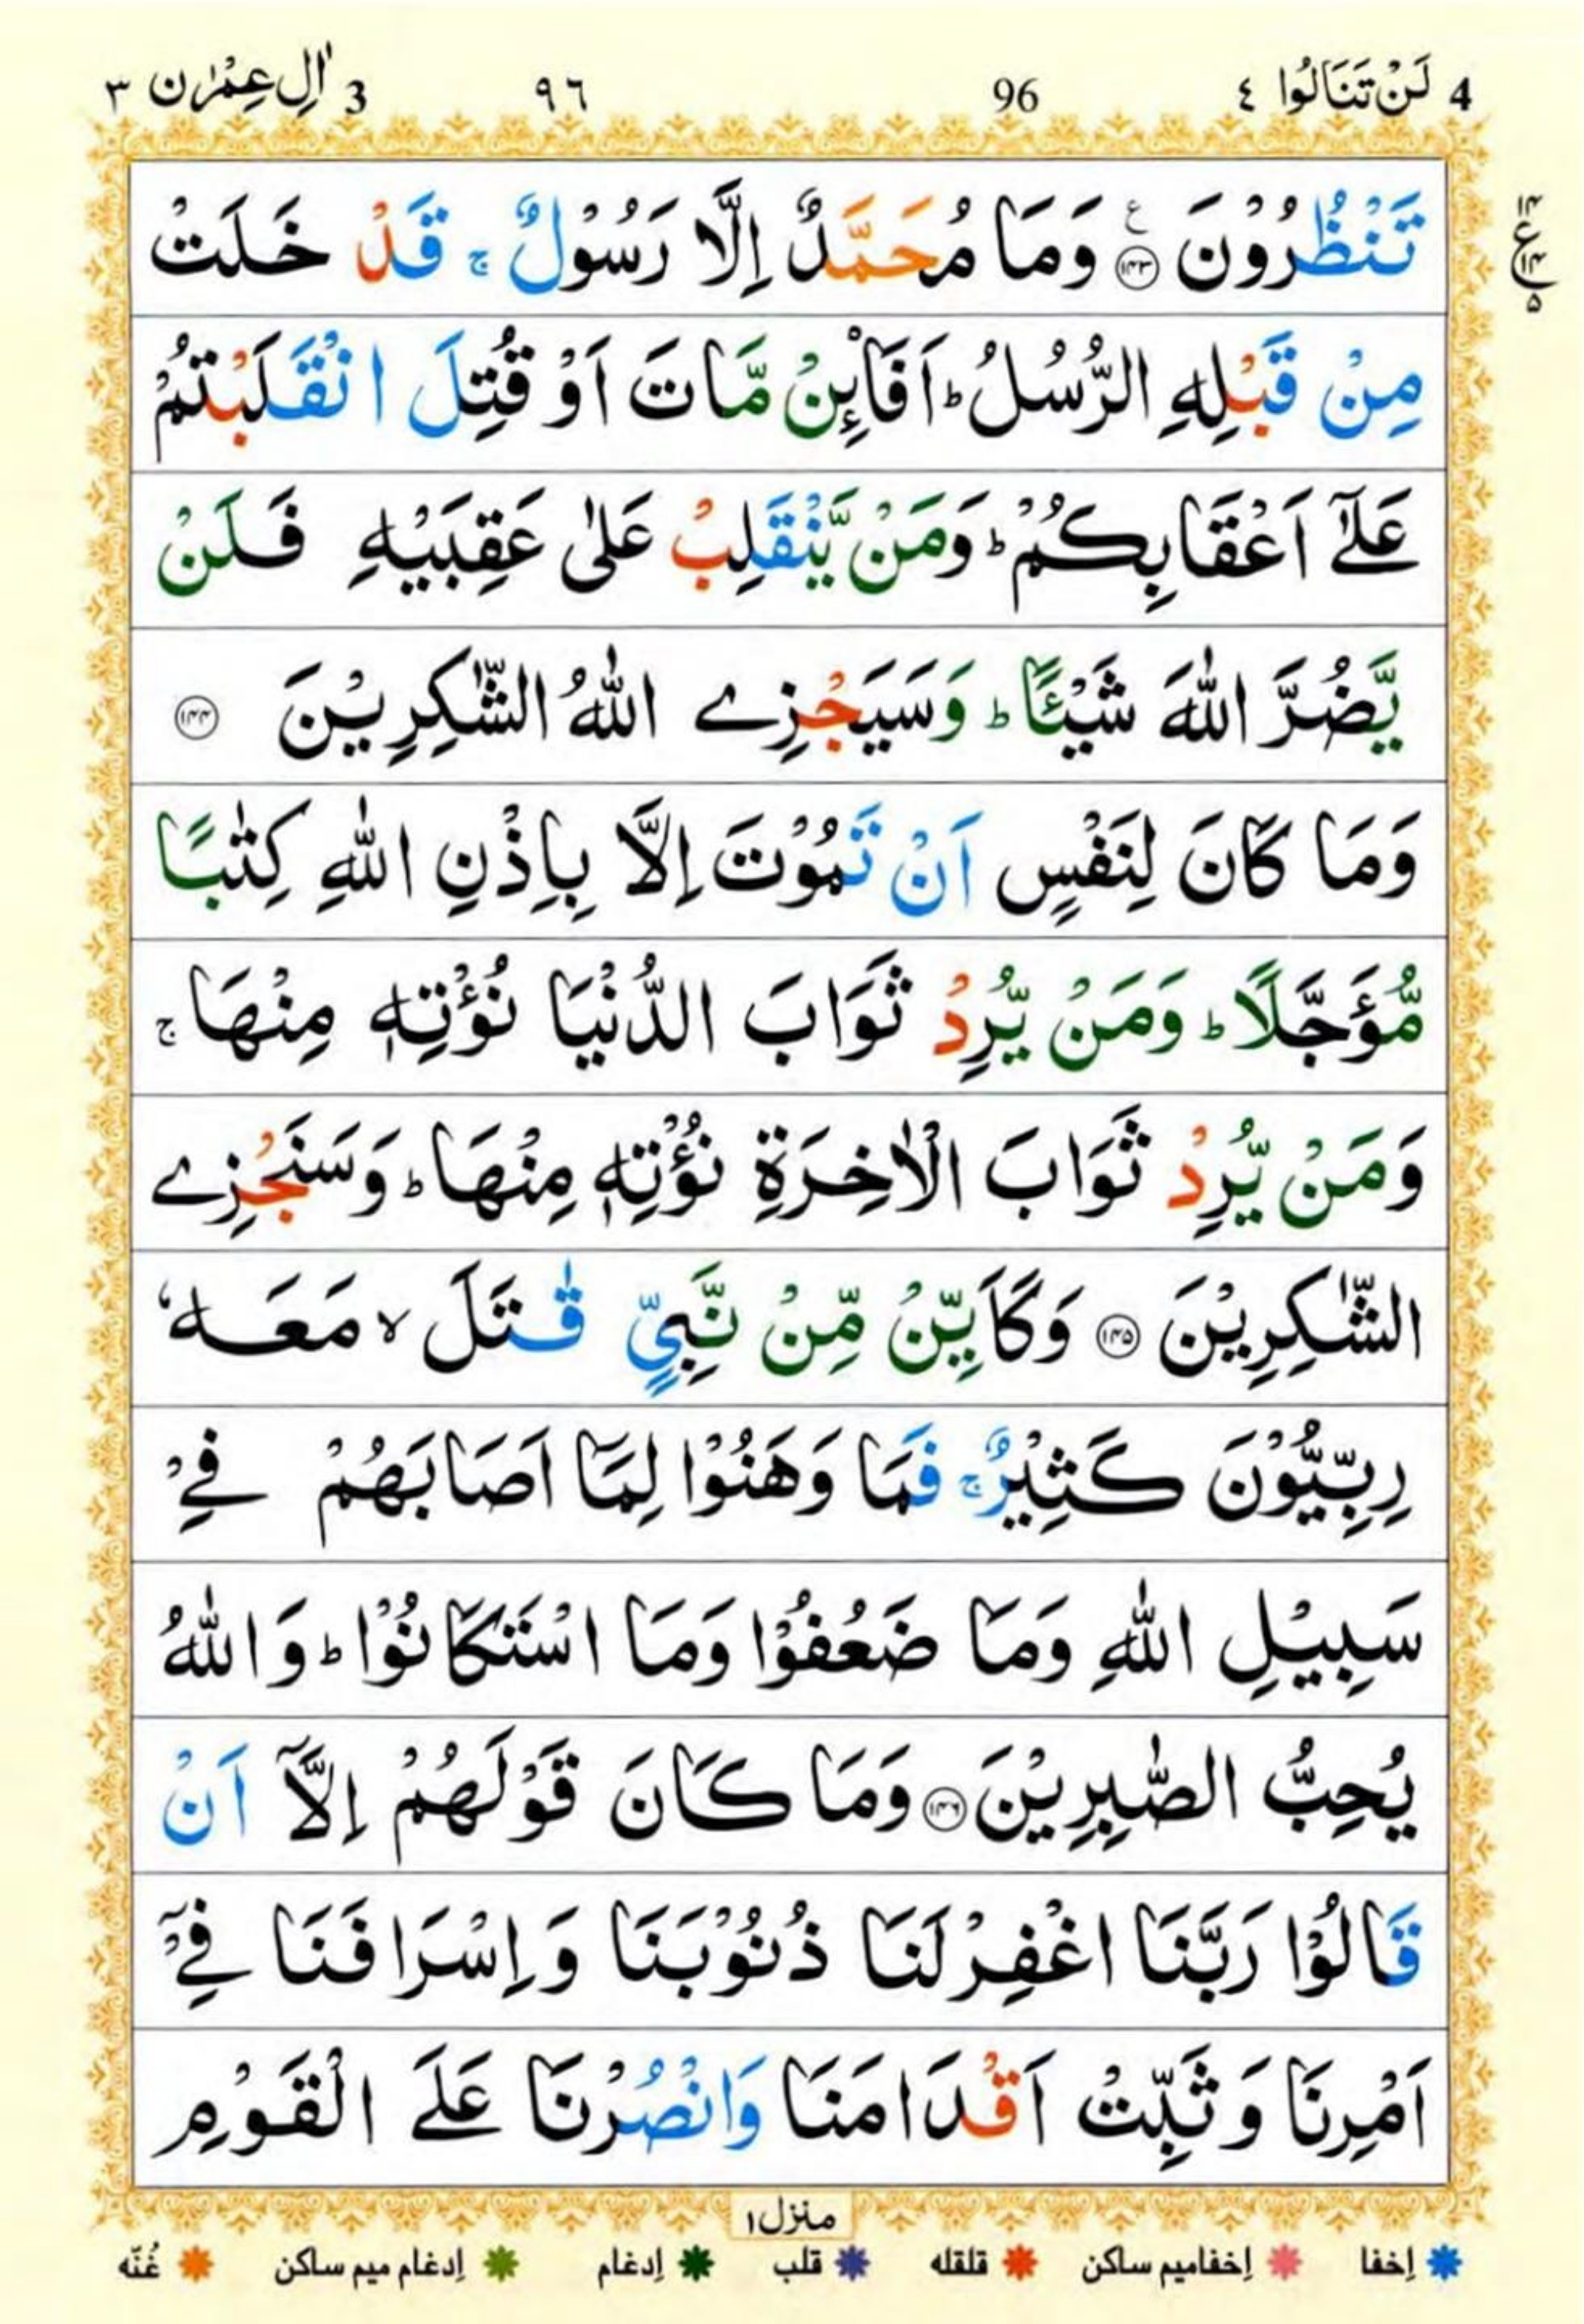 4 لَنْ تَنَالُوا ٤ 96 ٩٦ 3 اٰلِ عِمْرٰن ٣
تَنْظُرُوْنَ ۝١٤٣ ع وَمَا مُحَمَّدٌ اِلَّا رَسُوْلٌ ۚ قَدْ خَلَتْ
١٤
ع
١٤
٥
مِنْ قَبْلِهِ الرُّسُلُ ؕ اَفَا۟ئِنْ مَّاتَ اَوْ قُتِلَ انْقَلَبْتُمْ
عَلٰٓى اَعْقَابِكُمْ ؕ وَمَنْ يَّنْقَلِبْ عَلٰى عَقِبَيْهِ فَلَنْ
يَّضُرَّ اللّٰهَ شَيْـًٔا ؕ وَسَيَجْزِے اللّٰهُ الشّٰكِرِيْنَ ۝١٤٤
وَمَا كَانَ لِنَفْسٍ اَنْ تَمُوْتَ اِلَّا بِاِذْنِ اللّٰهِ كِتٰبًا
مُّؤَجَّلًا ؕ وَمَنْ يُّرِدْ ثَوَابَ الدُّنْيَا نُؤْتِهٖ مِنْهَا ۚ
وَمَنْ يُّرِدْ ثَوَابَ الْاٰخِرَةِ نُؤْتِهٖ مِنْهَا ؕ وَسَنَجْزِے
الشّٰكِرِيْنَ ۝١٤٥ وَكَاَيِّنْ مِّنْ نَّبِيٍّ قٰتَلَ ۙ مَعَهٗ
رِبِّيُّوْنَ كَثِيْرٌ ۚ فَمَا وَهَنُوْا لِمَآ اَصَابَهُمْ فِيْ
سَبِيْلِ اللّٰهِ وَمَا ضَعُفُوْا وَمَا اسْتَكَانُوْا ؕ وَاللّٰهُ
يُحِبُّ الصّٰبِرِيْنَ ۝١٤٦ وَمَا كَانَ قَوْلَهُمْ اِلَّآ اَنْ
قَالُوْا رَبَّنَا اغْفِرْ لَنَا ذُنُوْبَنَا وَاِسْرَافَنَا فِيْٓ
اَمْرِنَا وَثَبِّتْ اَقْدَامَنَا وَانْصُرْنَا عَلَى الْقَوْمِ
منزل ١
اِخفا اِخفامیم ساکن قلقله قلب اِدغام اِدغام میم ساکن غُنّه